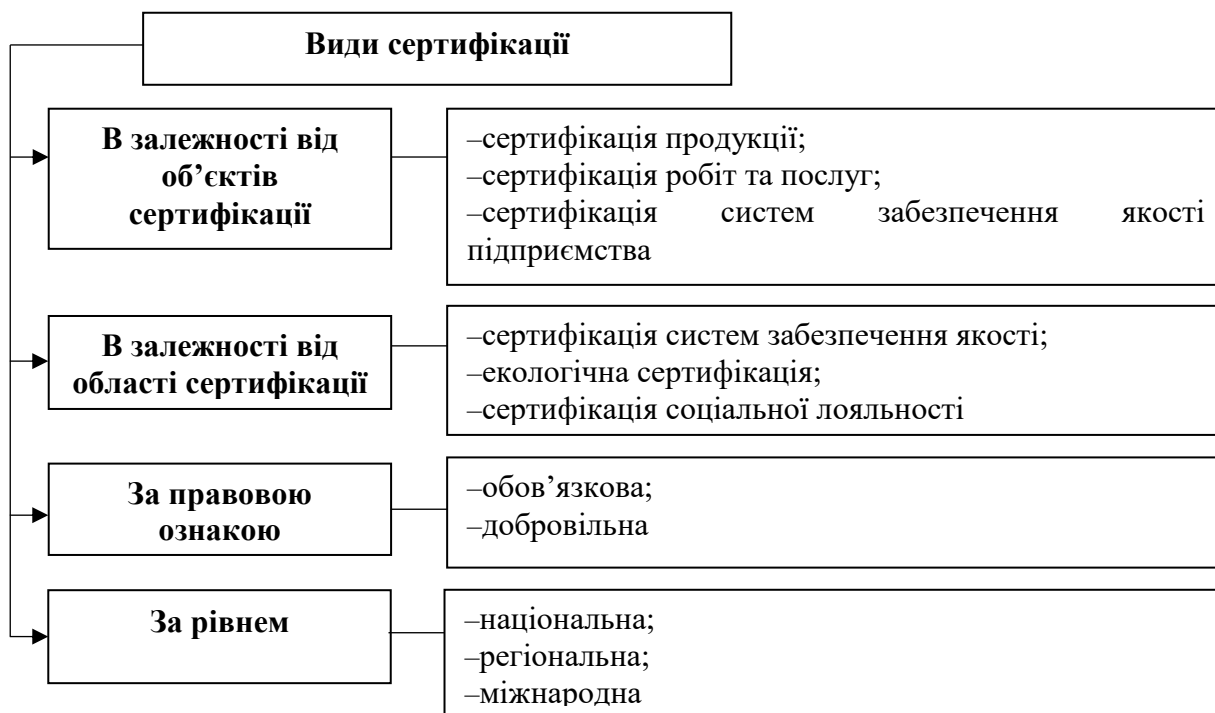 Види сертифікації
В залежності від
об’єктів
сертифікації
–сертифікація продукції;
–сертифікація робіт та послуг;
–сертифікація систем забезпечення якості
підприємства
В залежності від
області сертифікації
–сертифікація систем забезпечення якості;
–екологічна сертифікація;
–сертифікація соціальної лояльності
За правовою
ознакою
–обов’язкова;
–добровільна
За рівнем
–національна;
–регіональна;
–міжнародна